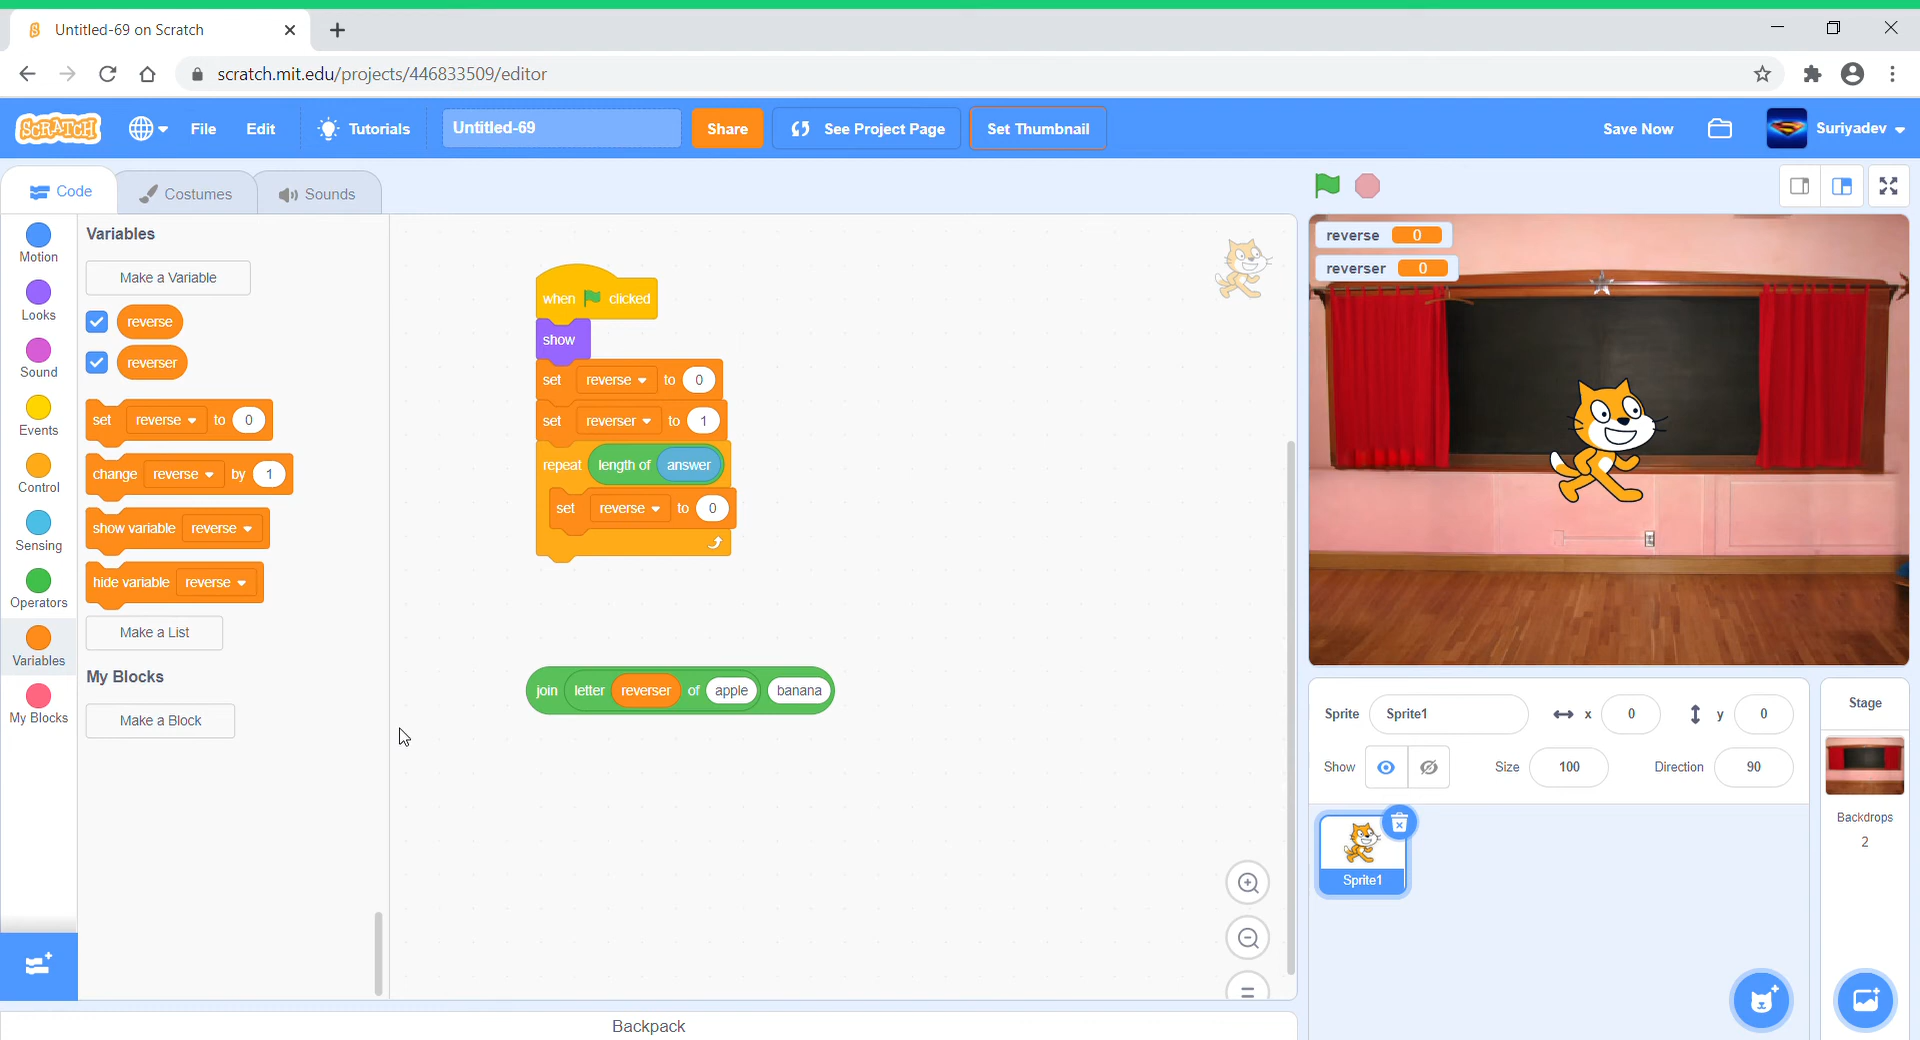 Untitled-69 on Scratch
scratch.mit.edu/projects/446833509/editor
SCRATCH File Edit Tutorials Untitled-69 Share See Project Page Set Thumbnail Save Now Suriyadev
Code Costumes Sounds
Motion
Looks
Sound
Events
Control
Sensing
Operators
Variables
My Blocks
Variables
Make a Variable
reverse
reverser
set reverse to 0
change reverse by 1
show variable reverse
hide variable reverse
Make a List
My Blocks
Make a Block
when clicked
show
set reverse to 0
set reverser to 1
repeat length of answer
set reverse to 0
join letter reverser of apple banana
Backpack
reverse 0
reverser 0
Sprite Sprite1 x 0 y 0
Show Size 100 Direction 90
Sprite1
Stage
Backdrops
2